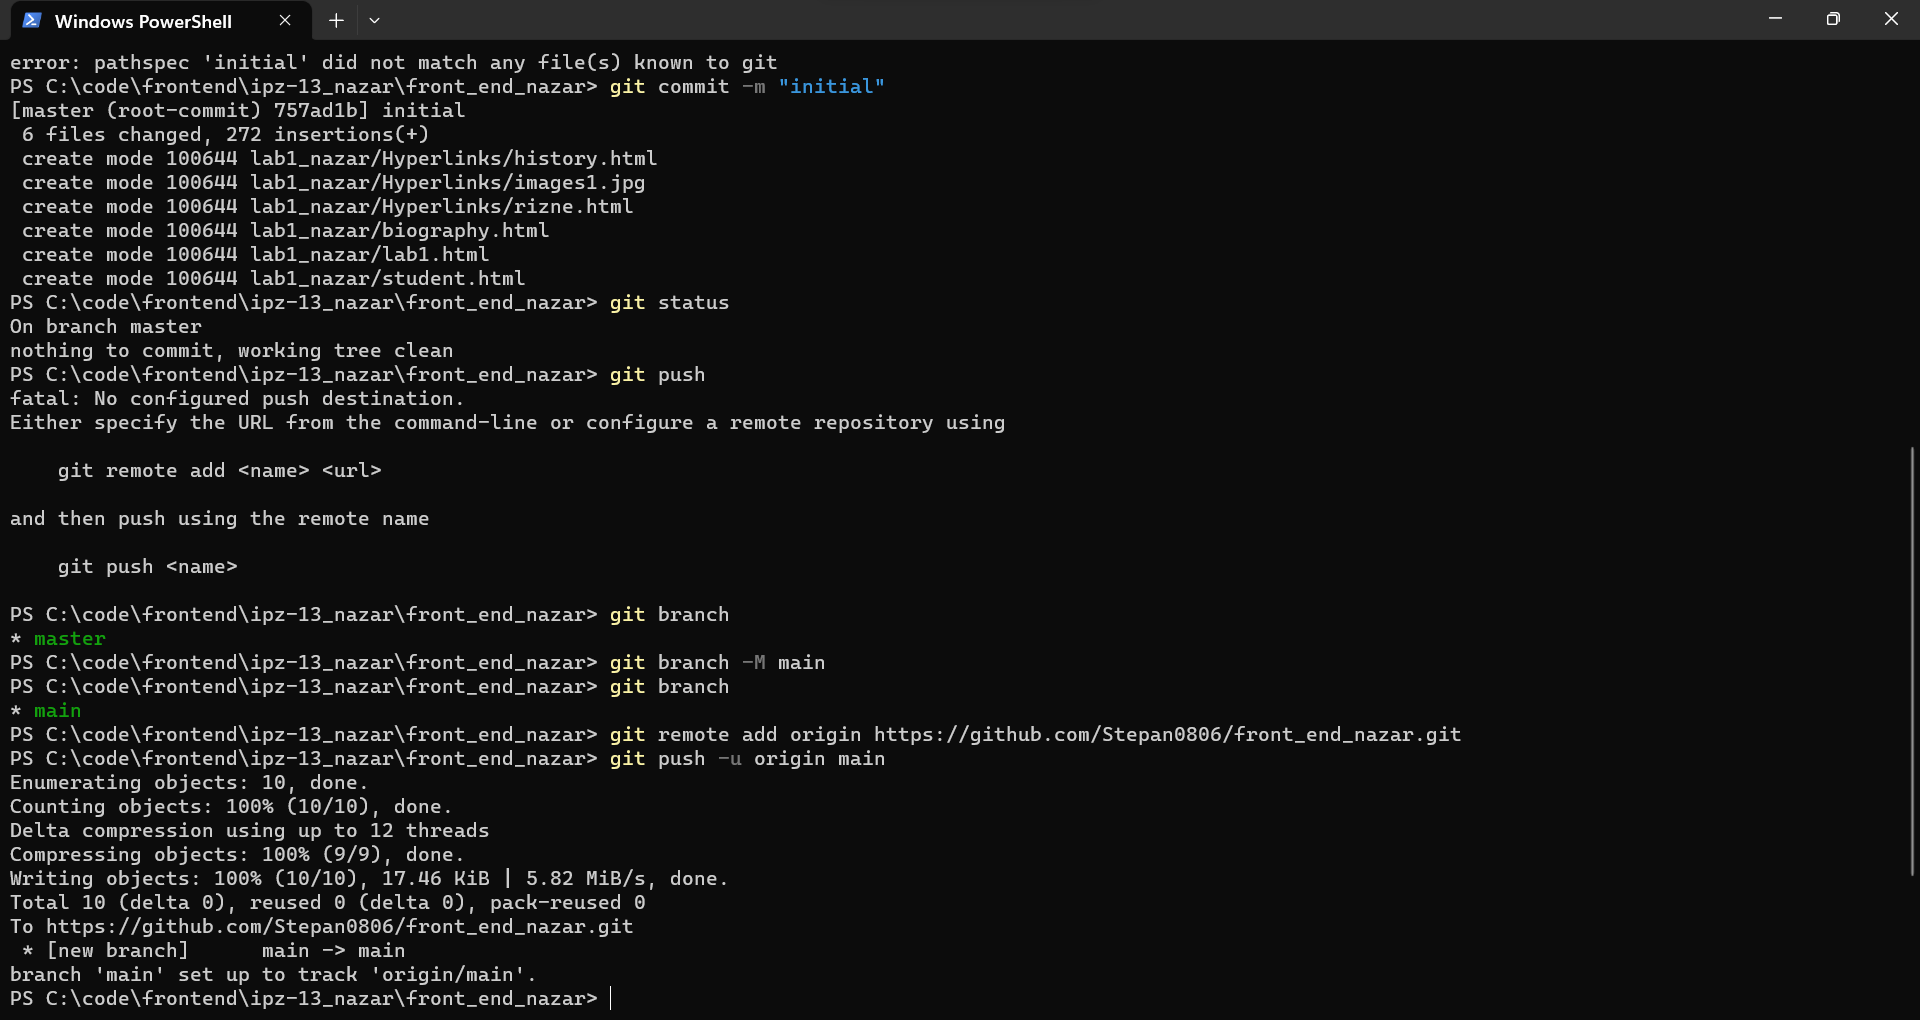 Windows PowerShell
error: pathspec 'initial' did not match any file(s) known to git
PS C:\code\frontend\ipz-13_nazar\front_end_nazar> git commit -m "initial"
[master (root-commit) 757ad1b] initial
 6 files changed, 272 insertions(+)
 create mode 100644 lab1_nazar/Hyperlinks/history.html
 create mode 100644 lab1_nazar/Hyperlinks/images1.jpg
 create mode 100644 lab1_nazar/Hyperlinks/rizne.html
 create mode 100644 lab1_nazar/biography.html
 create mode 100644 lab1_nazar/lab1.html
 create mode 100644 lab1_nazar/student.html
PS C:\code\frontend\ipz-13_nazar\front_end_nazar> git status
On branch master
nothing to commit, working tree clean
PS C:\code\frontend\ipz-13_nazar\front_end_nazar> git push
fatal: No configured push destination.
Either specify the URL from the command-line or configure a remote repository using
    git remote add <name> <url>
and then push using the remote name
    git push <name>
PS C:\code\frontend\ipz-13_nazar\front_end_nazar> git branch
* master
PS C:\code\frontend\ipz-13_nazar\front_end_nazar> git branch -M main
PS C:\code\frontend\ipz-13_nazar\front_end_nazar> git branch
* main
PS C:\code\frontend\ipz-13_nazar\front_end_nazar> git remote add origin https://github.com/Stepan0806/front_end_nazar.git
PS C:\code\frontend\ipz-13_nazar\front_end_nazar> git push -u origin main
Enumerating objects: 10, done.
Counting objects: 100% (10/10), done.
Delta compression using up to 12 threads
Compressing objects: 100% (9/9), done.
Writing objects: 100% (10/10), 17.46 KiB | 5.82 MiB/s, done.
Total 10 (delta 0), reused 0 (delta 0), pack-reused 0
To https://github.com/Stepan0806/front_end_nazar.git
 * [new branch]      main -> main
branch 'main' set up to track 'origin/main'.
PS C:\code\frontend\ipz-13_nazar\front_end_nazar>